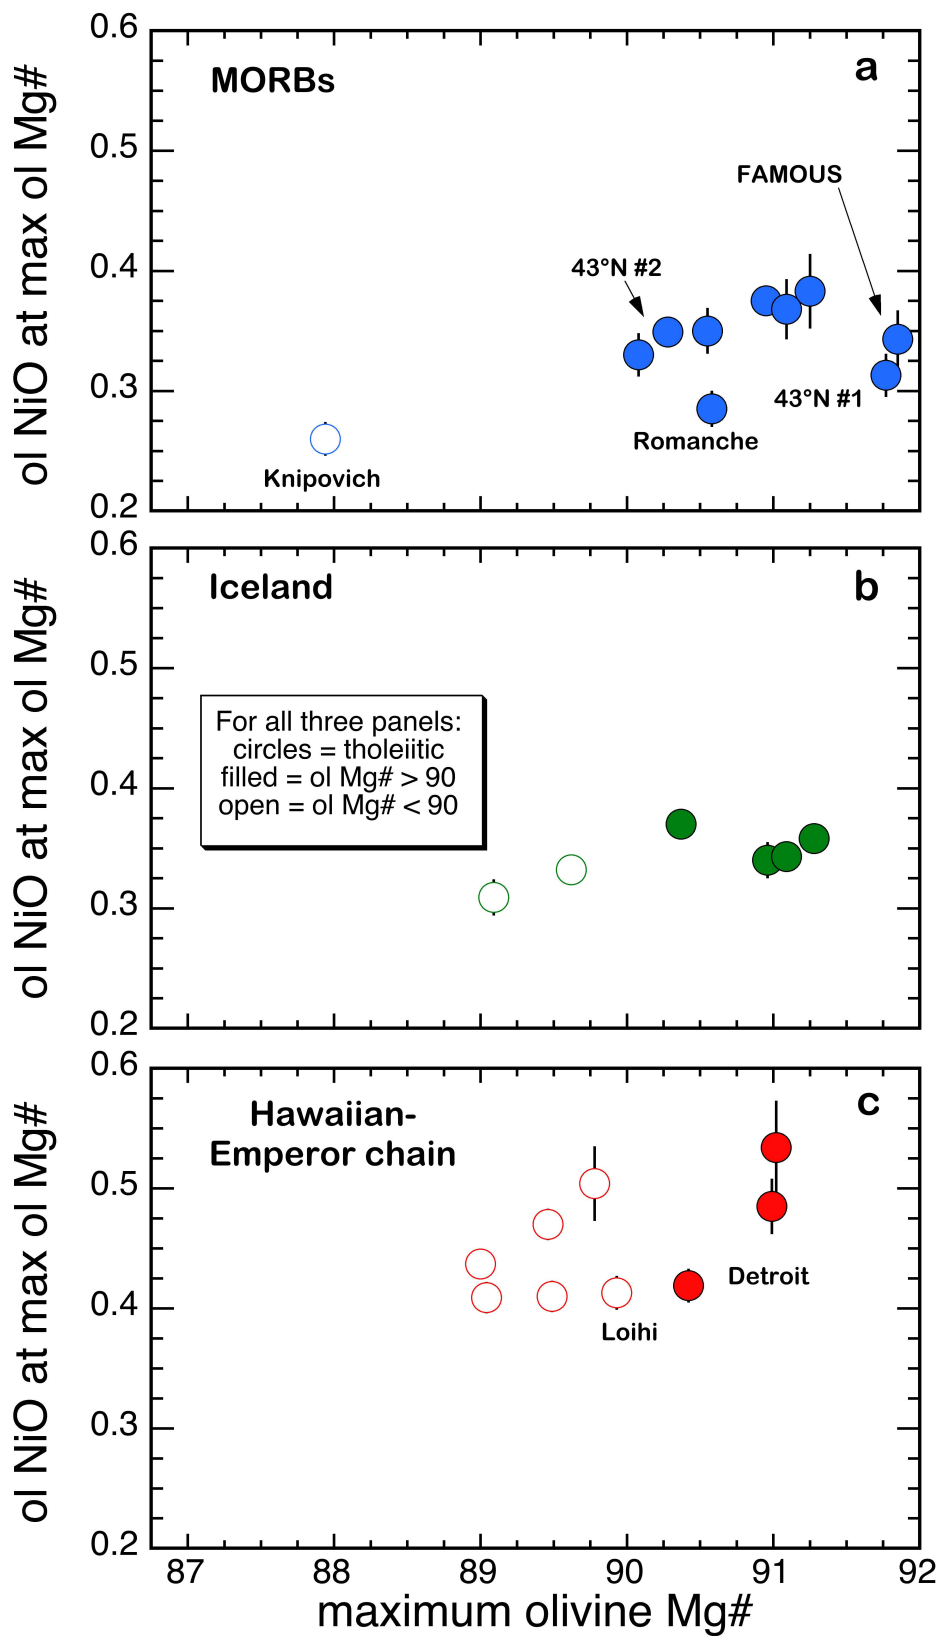 0.6
MORBs
a
0.5
FAMOUS
43°N #2
0.4
0.3
43°N #1
Romanche
Knipovich
0.2
ol NiO at max ol Mg#
0.6
Iceland
b
0.5
For all three panels:
circles = tholeiitic
filled = ol Mg# > 90
open = ol Mg# < 90
0.4
0.3
0.2
ol NiO at max ol Mg#
0.6
Hawaiian-
Emperor chain
c
0.5
Detroit
0.4
Loihi
0.3
0.2
ol NiO at max ol Mg#
87 88 89 90 91 92
maximum olivine Mg#